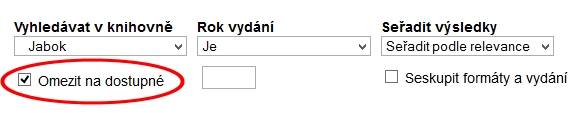 Vyhledávat v knihovně Rok vydání Seřadit výsledky
Jabok Je Seřadit podle relevance
Omezit na dostupné Seskupit formáty a vydání